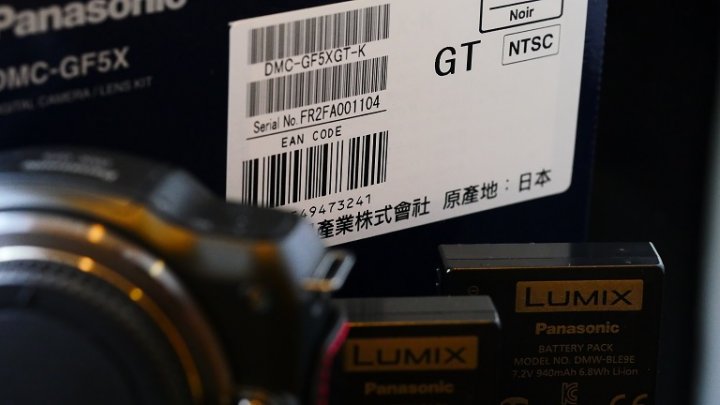 Panasonic
DMC-GF5X
DIGITAL CAMERA / LENS KIT
DMC-GF5XGT-K
Serial No. FR2FA001104
EAN CODE
49473241
產業株式會社 原產地：日本
Noir
GT
NTSC
LUMIX
Panasonic
LUMIX
Panasonic
BATTERY PACK
MODEL NO. DMW-BLE9E
7.2V 940mAh 6.8Wh Li-ion